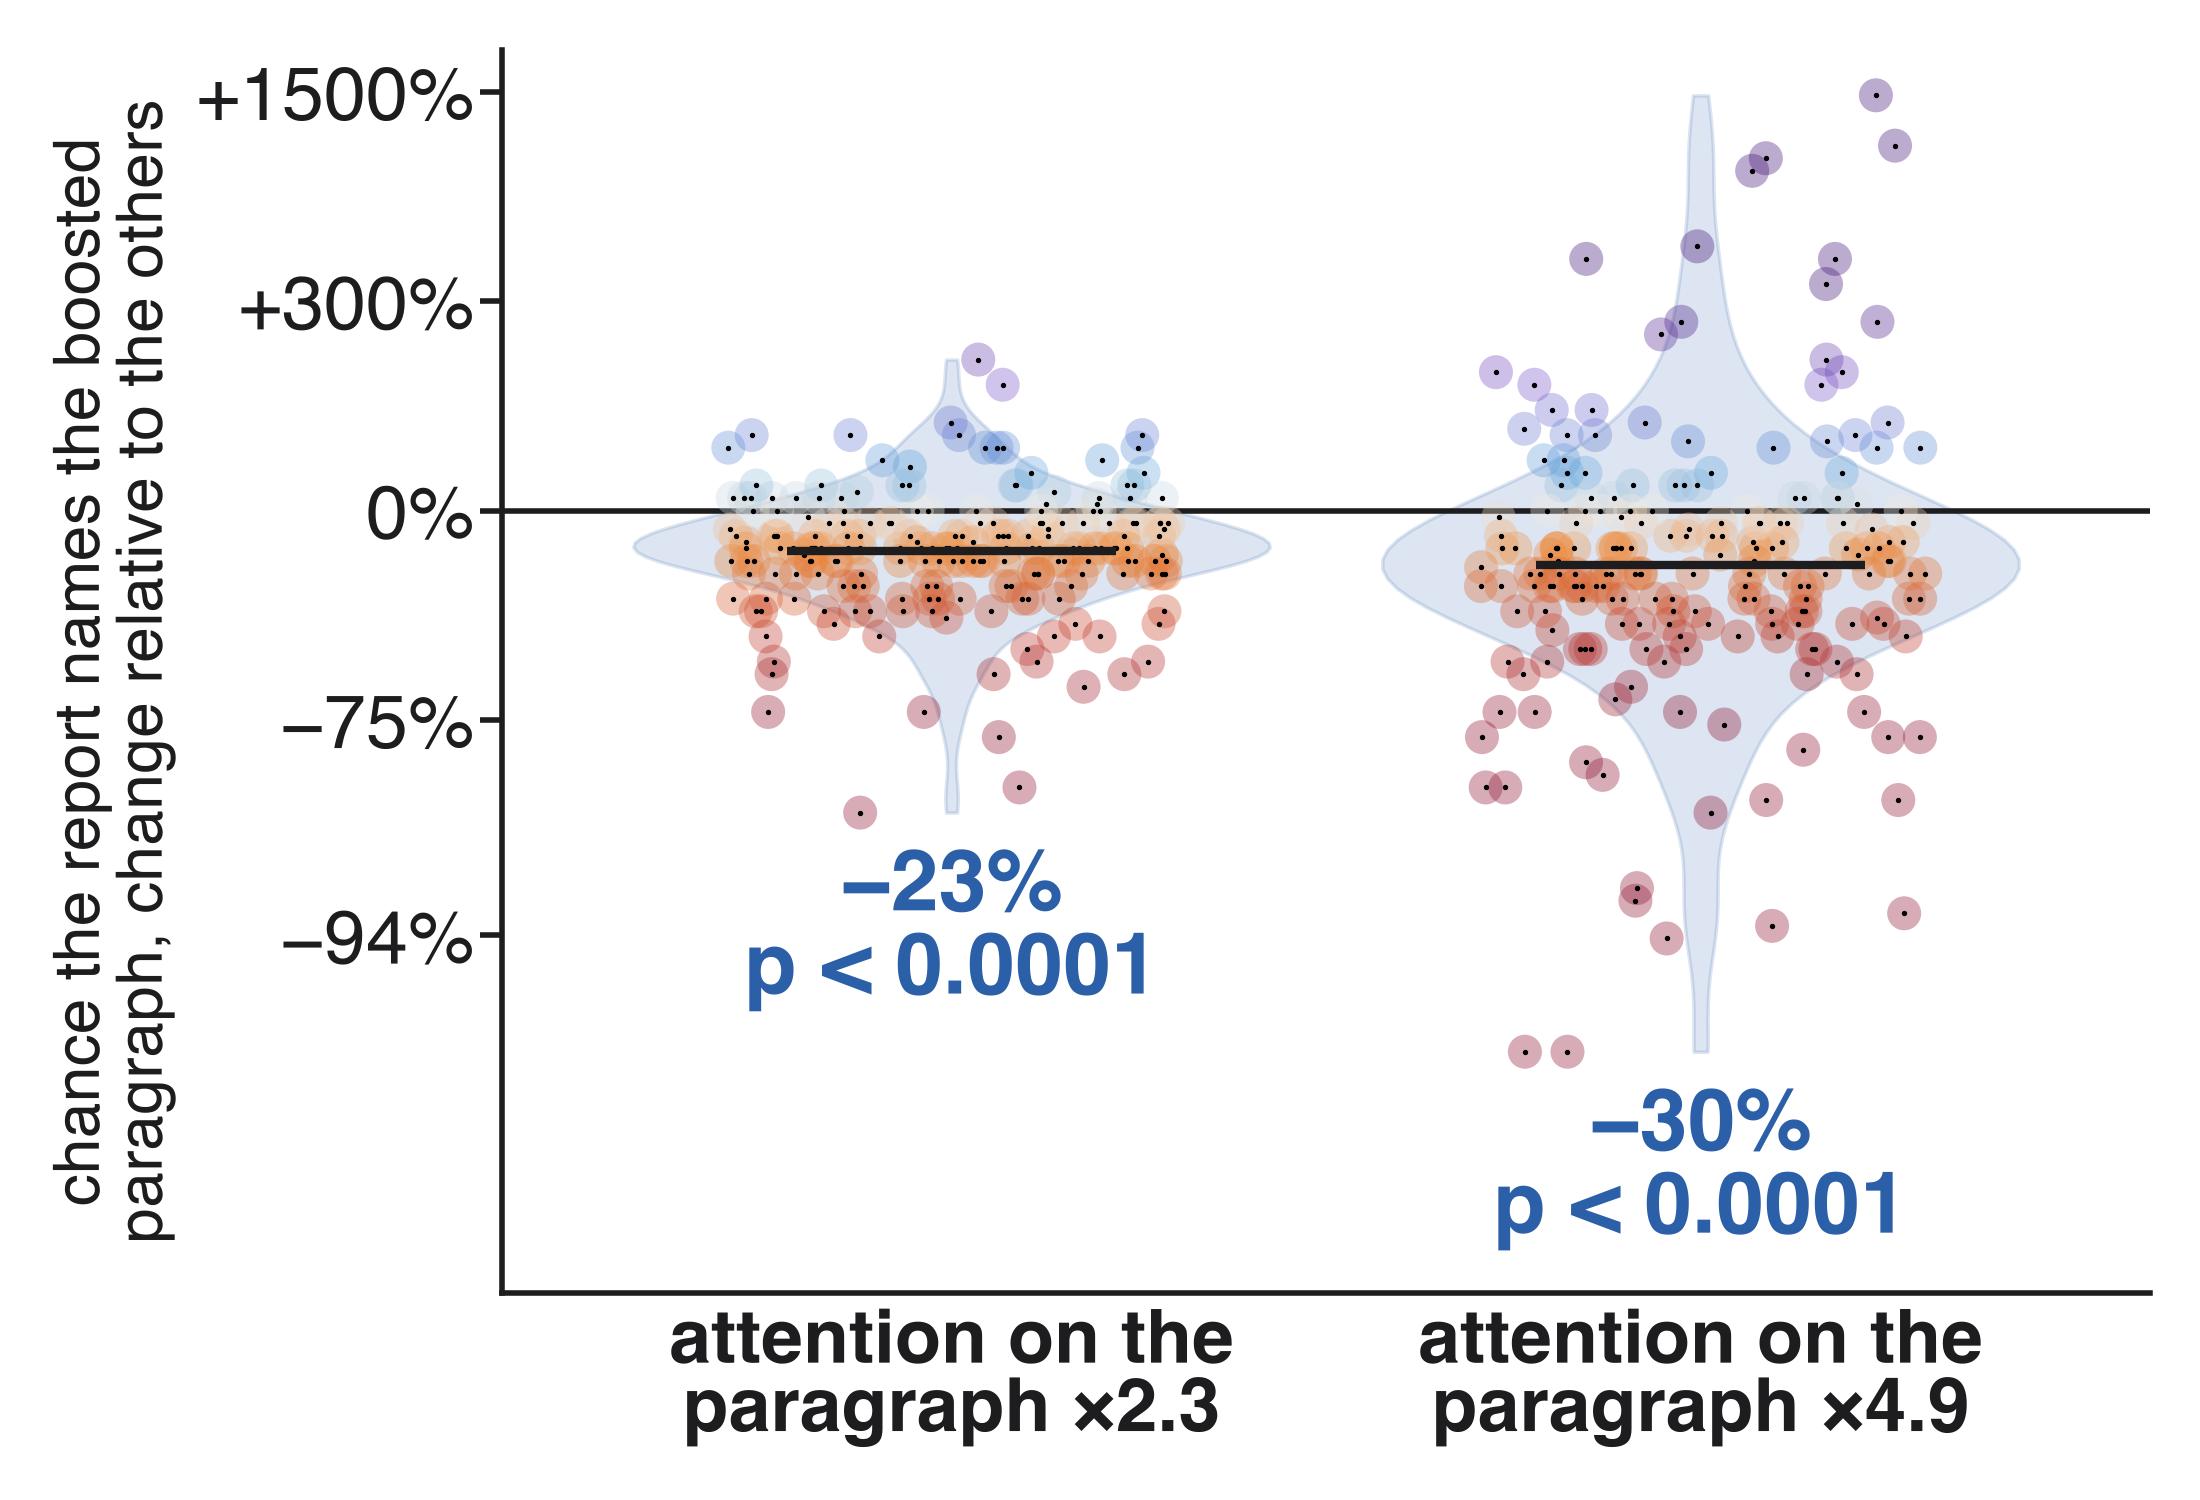 chance the report names the boosted
paragraph, change relative to the others
+1500%
+300%
0%
–75%
–94%
–23%
p < 0.0001
–30%
p < 0.0001
attention on the
paragraph ×2.3
attention on the
paragraph ×4.9